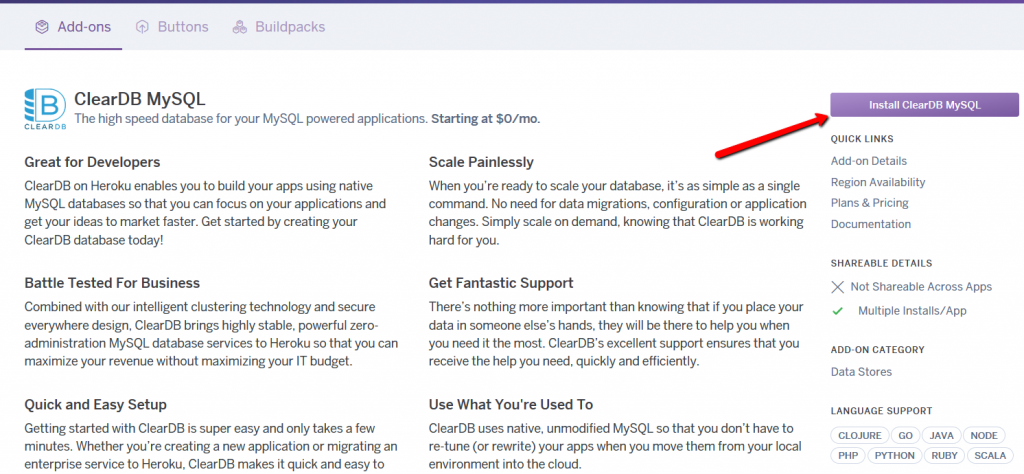 Add-ons Buttons Buildpacks
B
CLEARDB
ClearDB MySQL
The high speed database for your MySQL powered applications. Starting at $0/mo.
Great for Developers
ClearDB on Heroku enables you to build your apps using native
MySQL databases so that you can focus on your applications and
get your ideas to market faster. Get started by creating your
ClearDB database today!
Scale Painlessly
When you're ready to scale your database, it's as simple as a single
command. No need for data migrations, configuration or application
changes. Simply scale on demand, knowing that ClearDB is working
hard for you.
Battle Tested For Business
Combined with our intelligent clustering technology and secure
everywhere design, ClearDB brings highly stable, powerful zero-
administration MySQL database services to Heroku so that you can
maximize your revenue without maximizing your IT budget.
Get Fantastic Support
There's nothing more important than knowing that if you place your
data in someone else's hands, they will be there to help you when
you need it the most. ClearDB's excellent support ensures that you
receive the help you need, quickly and efficiently.
Quick and Easy Setup
Getting started with ClearDB is super easy and only takes a few
minutes. Whether you're creating a new application or migrating an
enterprise service to Heroku, ClearDB makes it quick and easy to
Use What You're Used To
ClearDB uses native, unmodified MySQL so that you don't have to
re-tune (or rewrite) your apps when you move them from your local
environment into the cloud.
Install ClearDB MySQL
QUICK LINKS
Add-on Details
Region Availability
Plans & Pricing
Documentation
SHAREABLE DETAILS
Not Shareable Across Apps
Multiple Installs/App
ADD-ON CATEGORY
Data Stores
LANGUAGE SUPPORT
CLOJURE GO JAVA NODE
PHP PYTHON RUBY SCALA